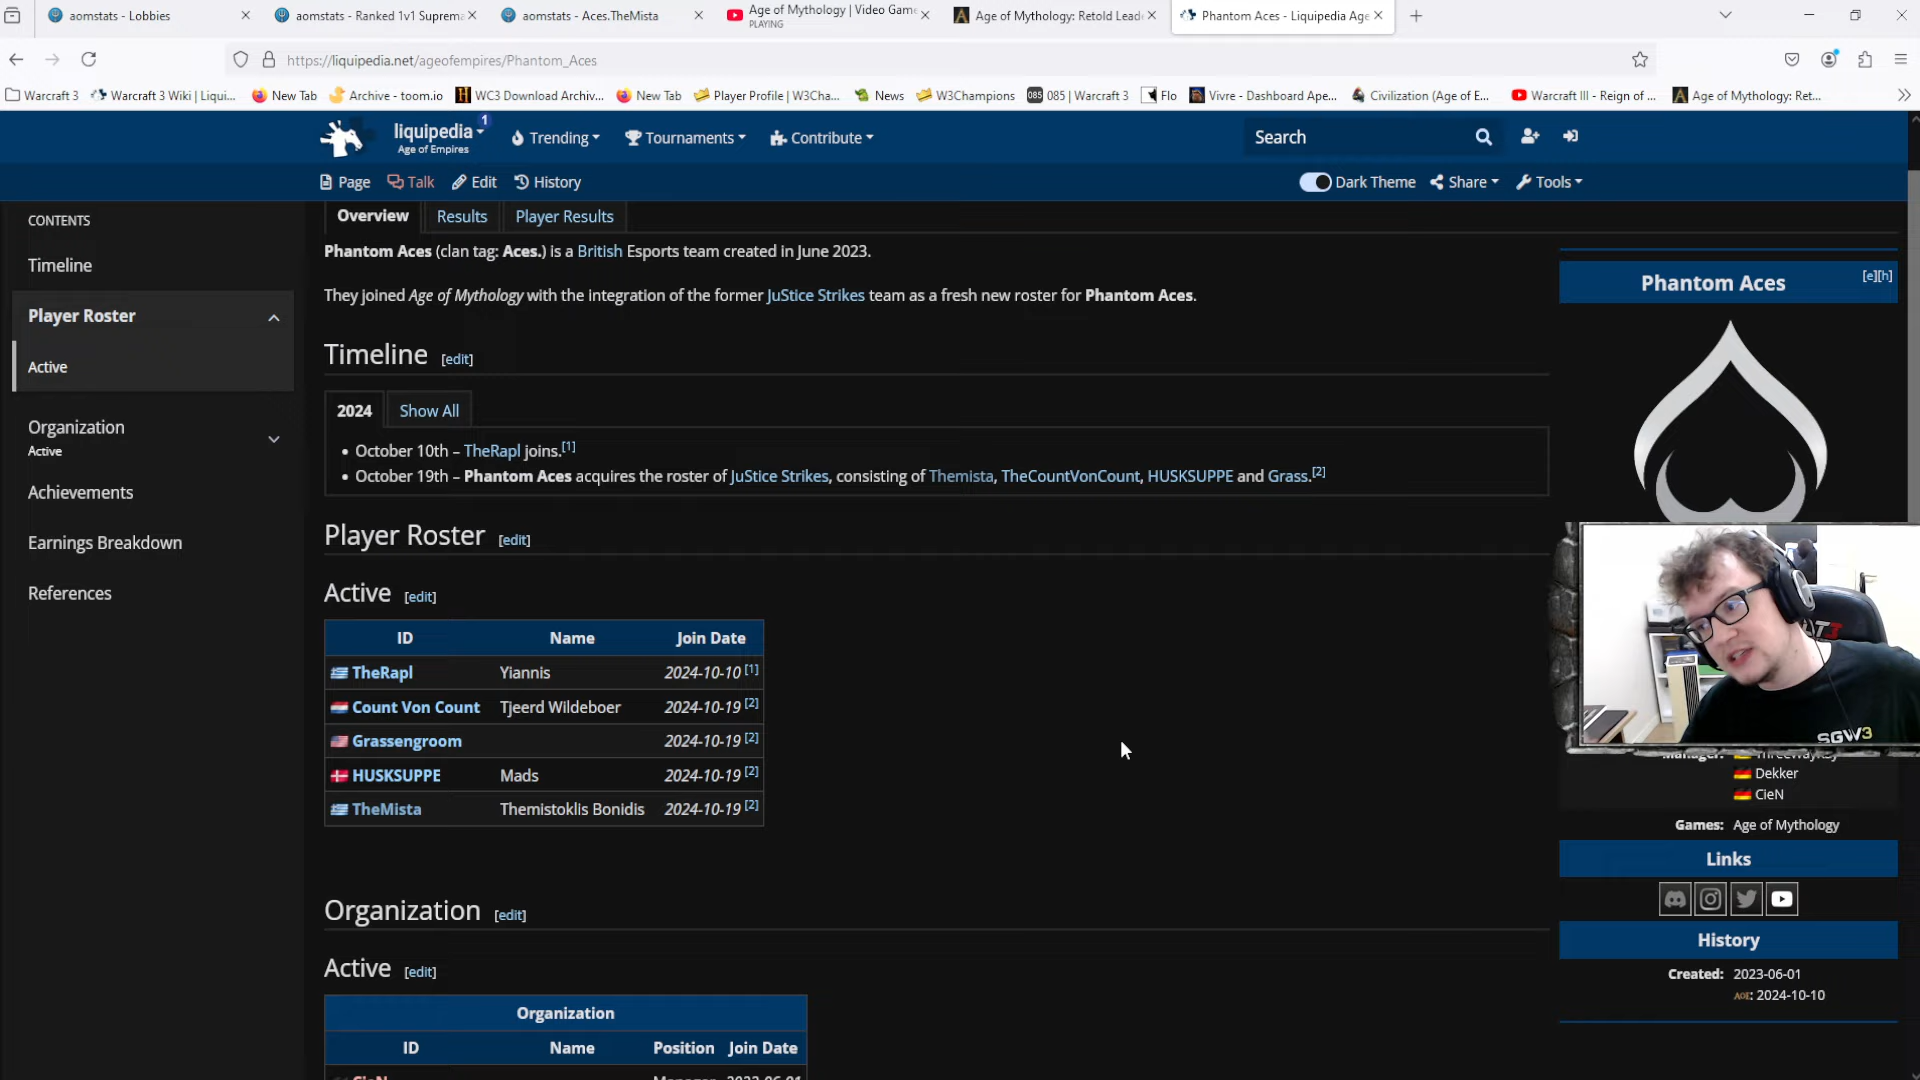 aomstats - Lobbies
aomstats - Ranked 1v1 Suprema
aomstats - Aces.TheMista
Age of Mythology | Video Game
PLAYING
Age of Mythology: Retold Lead
Phantom Aces - Liquipedia Age
https://liquipedia.net/ageofempires/Phantom_Aces
Warcraft 3
Warcraft 3 Wiki | Liqui...
New Tab
Archive - toom.io
WC3 Download Archiv...
New Tab
Player Profile | W3Cha...
News
W3Champions
085 085 | Warcraft 3
Flo
Vivre - Dashboard Ape...
Civilization (Age of E...
Warcraft III - Reign of ...
Age of Mythology: Ret...
liquipedia
1
Age of Empires
Trending
Tournaments
Contribute
Search
Page
Talk
Edit
History
Dark Theme
Share
Tools
CONTENTS
Timeline
Player Roster
Active
Organization
Active
Achievements
Earnings Breakdown
References
Overview
Results
Player Results
Phantom Aces (clan tag: Aces.) is a British Esports team created in June 2023.
They joined Age of Mythology with the integration of the former JuStice Strikes team as a fresh new roster for Phantom Aces.
Timeline [edit]
2024
Show All
• October 10th – TheRapl joins.[1]
• October 19th – Phantom Aces acquires the roster of JuStice Strikes, consisting of Themista, TheCountVonCount, HUSKSUPPE and Grass.[2]
Player Roster [edit]
Active [edit]
ID Name Join Date
TheRapl Yiannis 2024-10-10 [1]
Count Von Count Tjeerd Wildeboer 2024-10-19 [2]
Grassengroom 2024-10-19 [2]
HUSKSUPPE Mads 2024-10-19 [2]
TheMista Themistoklis Bonidis 2024-10-19 [2]
Organization [edit]
Active [edit]
Organization
ID Name Position Join Date
CieN Manager 2023-06-01
Phantom Aces
[e][h]
SGW3
Manager:
Dekker
CieN
Games: Age of Mythology
Links
History
Created: 2023-06-01
AOE: 2024-10-10